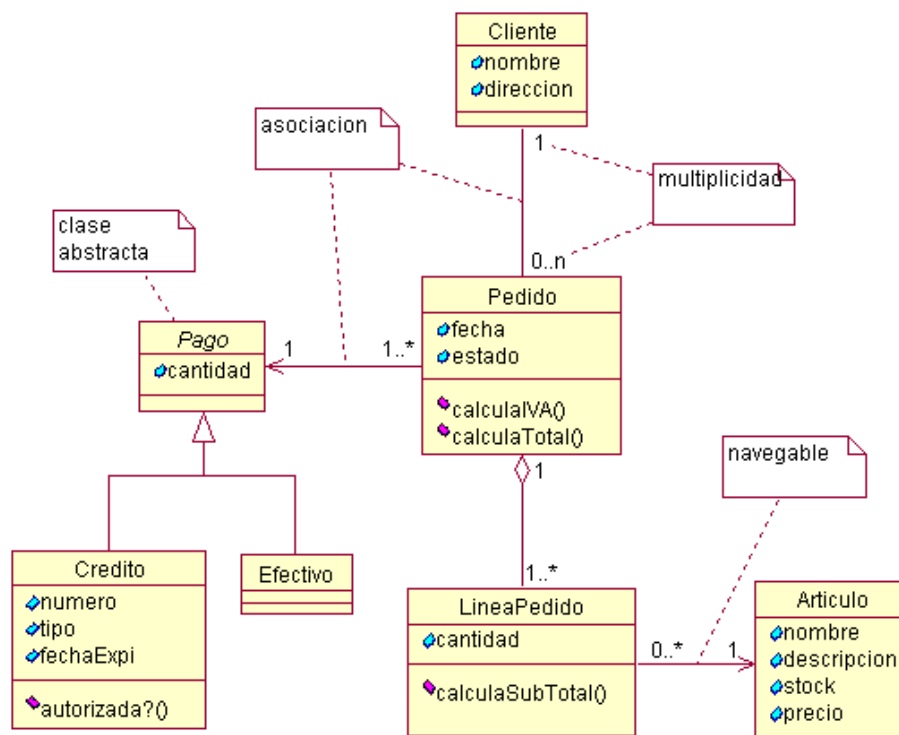 Cliente
nombre
direccion
asociacion
1
multiplicidad
clase
abstracta
0..n
Pedido
fecha
estado
calculaIVA()
calculaTotal()
Pago
cantidad
1
1..*
1
navegable
1..*
Credito
numero
tipo
fechaExpi
autorizada?()
Efectivo
LineaPedido
cantidad
calculaSubTotal()
0..*
1
Articulo
nombre
descripcion
stock
precio